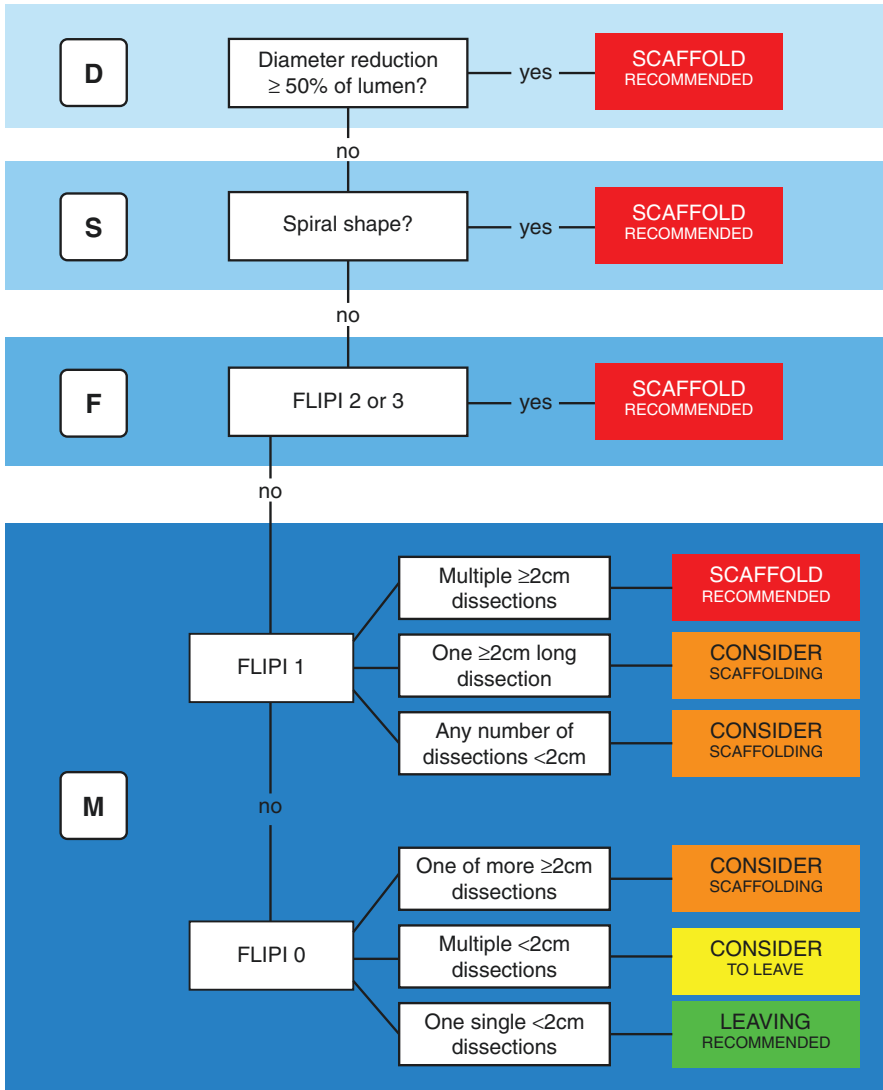 D
Diameter reduction
≥ 50% of lumen?
yes
SCAFFOLD
RECOMMENDED
no
S
Spiral shape?
yes
SCAFFOLD
RECOMMENDED
no
F
FLIPI 2 or 3
yes
SCAFFOLD
RECOMMENDED
no
M
FLIPI 1
Multiple ≥2cm
dissections
SCAFFOLD
RECOMMENDED
One ≥2cm long
dissection
CONSIDER
SCAFFOLDING
Any number of
dissections <2cm
CONSIDER
SCAFFOLDING
no
FLIPI 0
One of more ≥2cm
dissections
CONSIDER
SCAFFOLDING
Multiple <2cm
dissections
CONSIDER
TO LEAVE
One single <2cm
dissections
LEAVING
RECOMMENDED